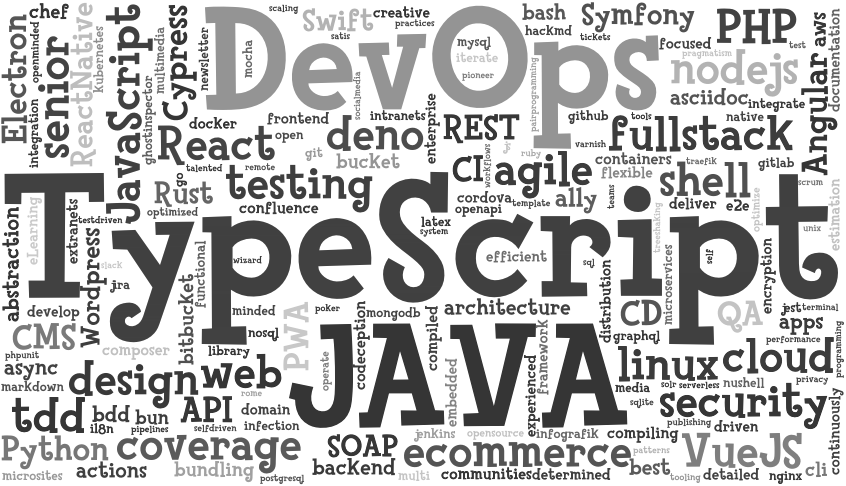 chef
scaling
Swift
creative
practices
satis
bash
hackmd
Symfony
tickets
PHP
test
focused
pragmatism
nodejs
asciidoc
integrate
native
Angular
aws
documentation
Electron
openminded
senior
integration
ReactNative
kubernetes
JavaScript
multimedia
ghostinspector
Cypress
newsletter
DevOps
mocha
socialmedia
mysql
iterate
pioneer
pairprogramming
docker
frontend
open
intranets
enterprise
React
talented
remote
git
bucket
deno
REST
github
tools
varnish
fullstack
containers
traefik
gitlab
flexible
CI
workflows
ruby
agile
teams
shell
scrum
Rust
go
optimized
testing
confluence
latex
system
cordova
openapi
template
ally
deliver
e2e
optimize
estimation
unix
TypeScript
abstraction
eLearning
extranets
testdriven
Wordpress
slack
jira
functional
bitbucket
wizard
efficient
sql
treeshaking
self
microservices
encryption
distribution
develop
CMS
minded
nosql
library
PWA
poker
mongodb
architecture
codeception
compiled
CD
graphql
QA
jest
terminal
apps
performance
programming
phpunit
async
markdown
composer
design
web
rome
operate
JAVA
embedded
experienced
framework
linux
cloud
media
solr
serverless
nushell
privacy
sqlite
security
continuously
tdd
bdd
bun
i18n
pipelines
API
selfdriven
domain
infection
publishing
driven
Python
coverage
SOAP
jenkins
opensource
infografik
compiling
ecommerce
patterns
VueJS
cli
microsites
actions
bundling
postgresql
backend
multi
communities
determined
best
tooling
detailed
nginx